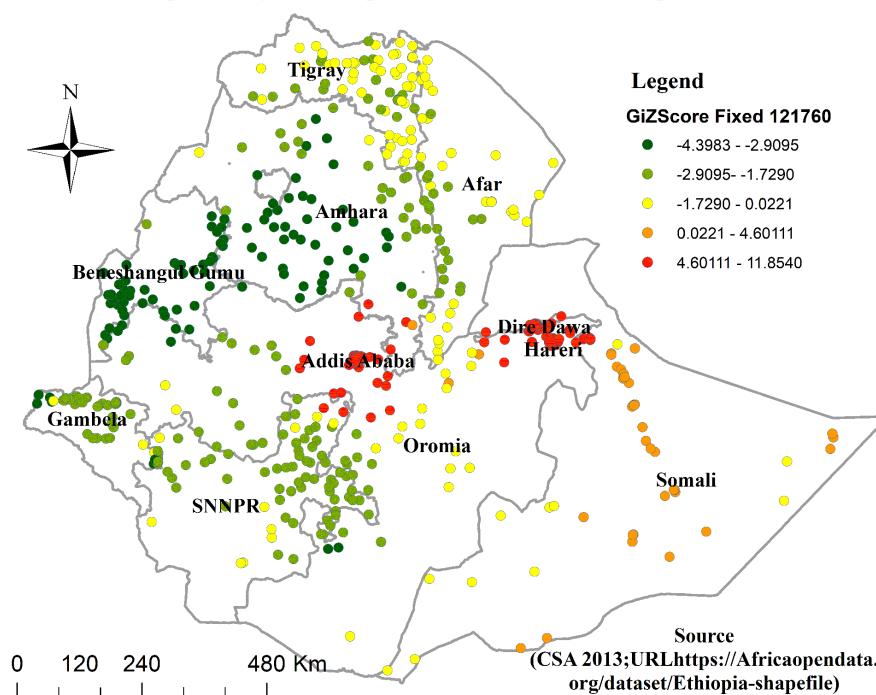 Tigray
Legend
N
GiZScore Fixed 121760
-4.3983 - -2.9095
-2.9095- -1.7290
-1.7290 - 0.0221
0.0221 - 4.60111
4.60111 - 11.8540
Afar
Amhara
Beneshangul Gumu
Dire Dawa
Hareri
Addis Ababa
Gambela
Oromia
Somali
SNNPR
Source
(CSA 2013;URLhttps://Africaopendata.
org/dataset/Ethiopia-shapefile)
0 120 240 480 Km